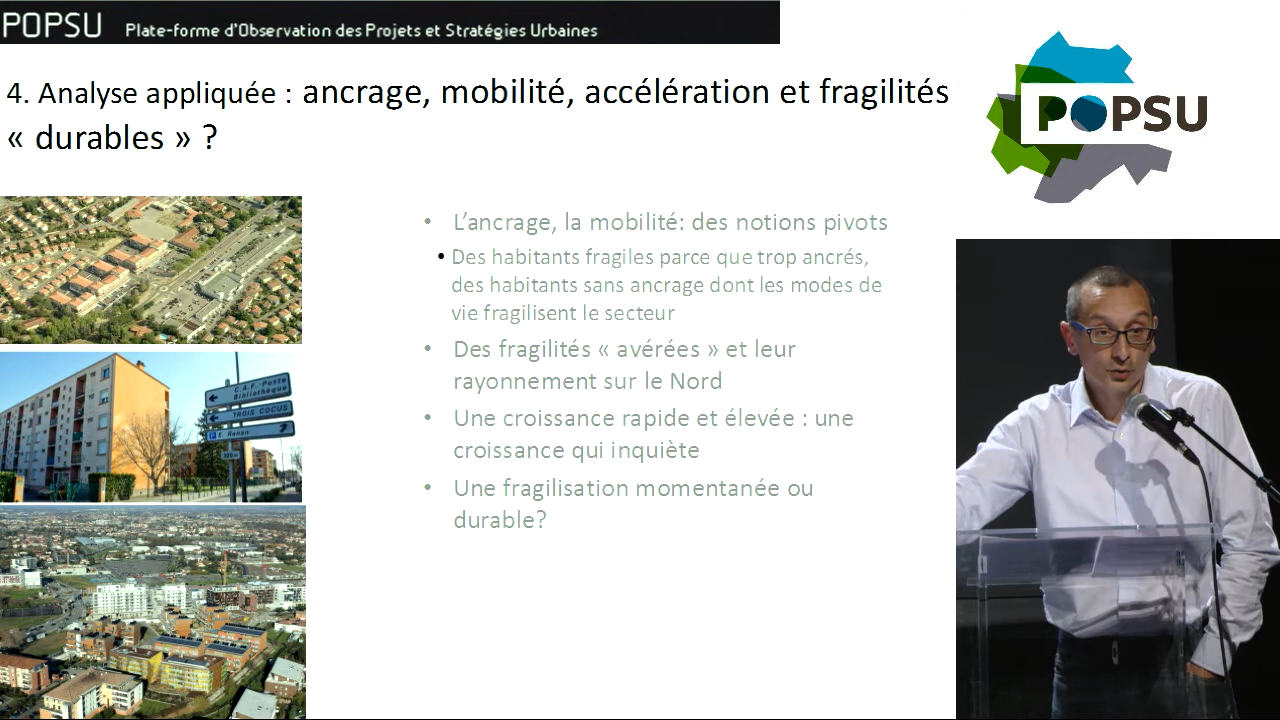 POPSU Plate-forme d'Observation des Projets et Stratégies Urbaines
4. Analyse appliquée : ancrage, mobilité, accélération et fragilités
« durables » ?
POPSU
• L'ancrage, la mobilité: des notions pivots
• Des habitants fragiles parce que trop ancrés,
des habitants sans ancrage dont les modes de
vie fragilisent le secteur
• Des fragilités « avérées » et leur
rayonnement sur le Nord
• Une croissance rapide et élevée : une
croissance qui inquiète
• Une fragilisation momentanée ou
durable?
C.A.F.-Poste
Bibliothèque
TROIS COCUS
P E. Renan